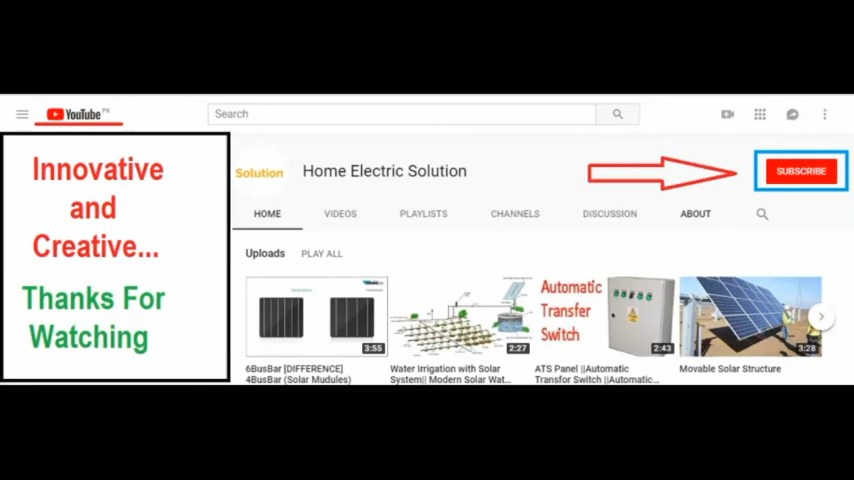 YouTube PK
Search
Innovative
and
Creative...
Thanks For
Watching
Solution
Home Electric Solution
SUBSCRIBE
HOME
VIDEOS
PLAYLISTS
CHANNELS
DISCUSSION
ABOUT
Uploads
PLAY ALL
3:55
2:27
Automatic
Transfer
Switch
2:43
3:28
6BusBar [DIFFERENCE]
4BusBar (Solar Mudules)
Water Irrigation with Solar
System|| Modern Solar Wat...
ATS Panel ||Automatic
Transfor Switch ||Automatic...
Movable Solar Structure